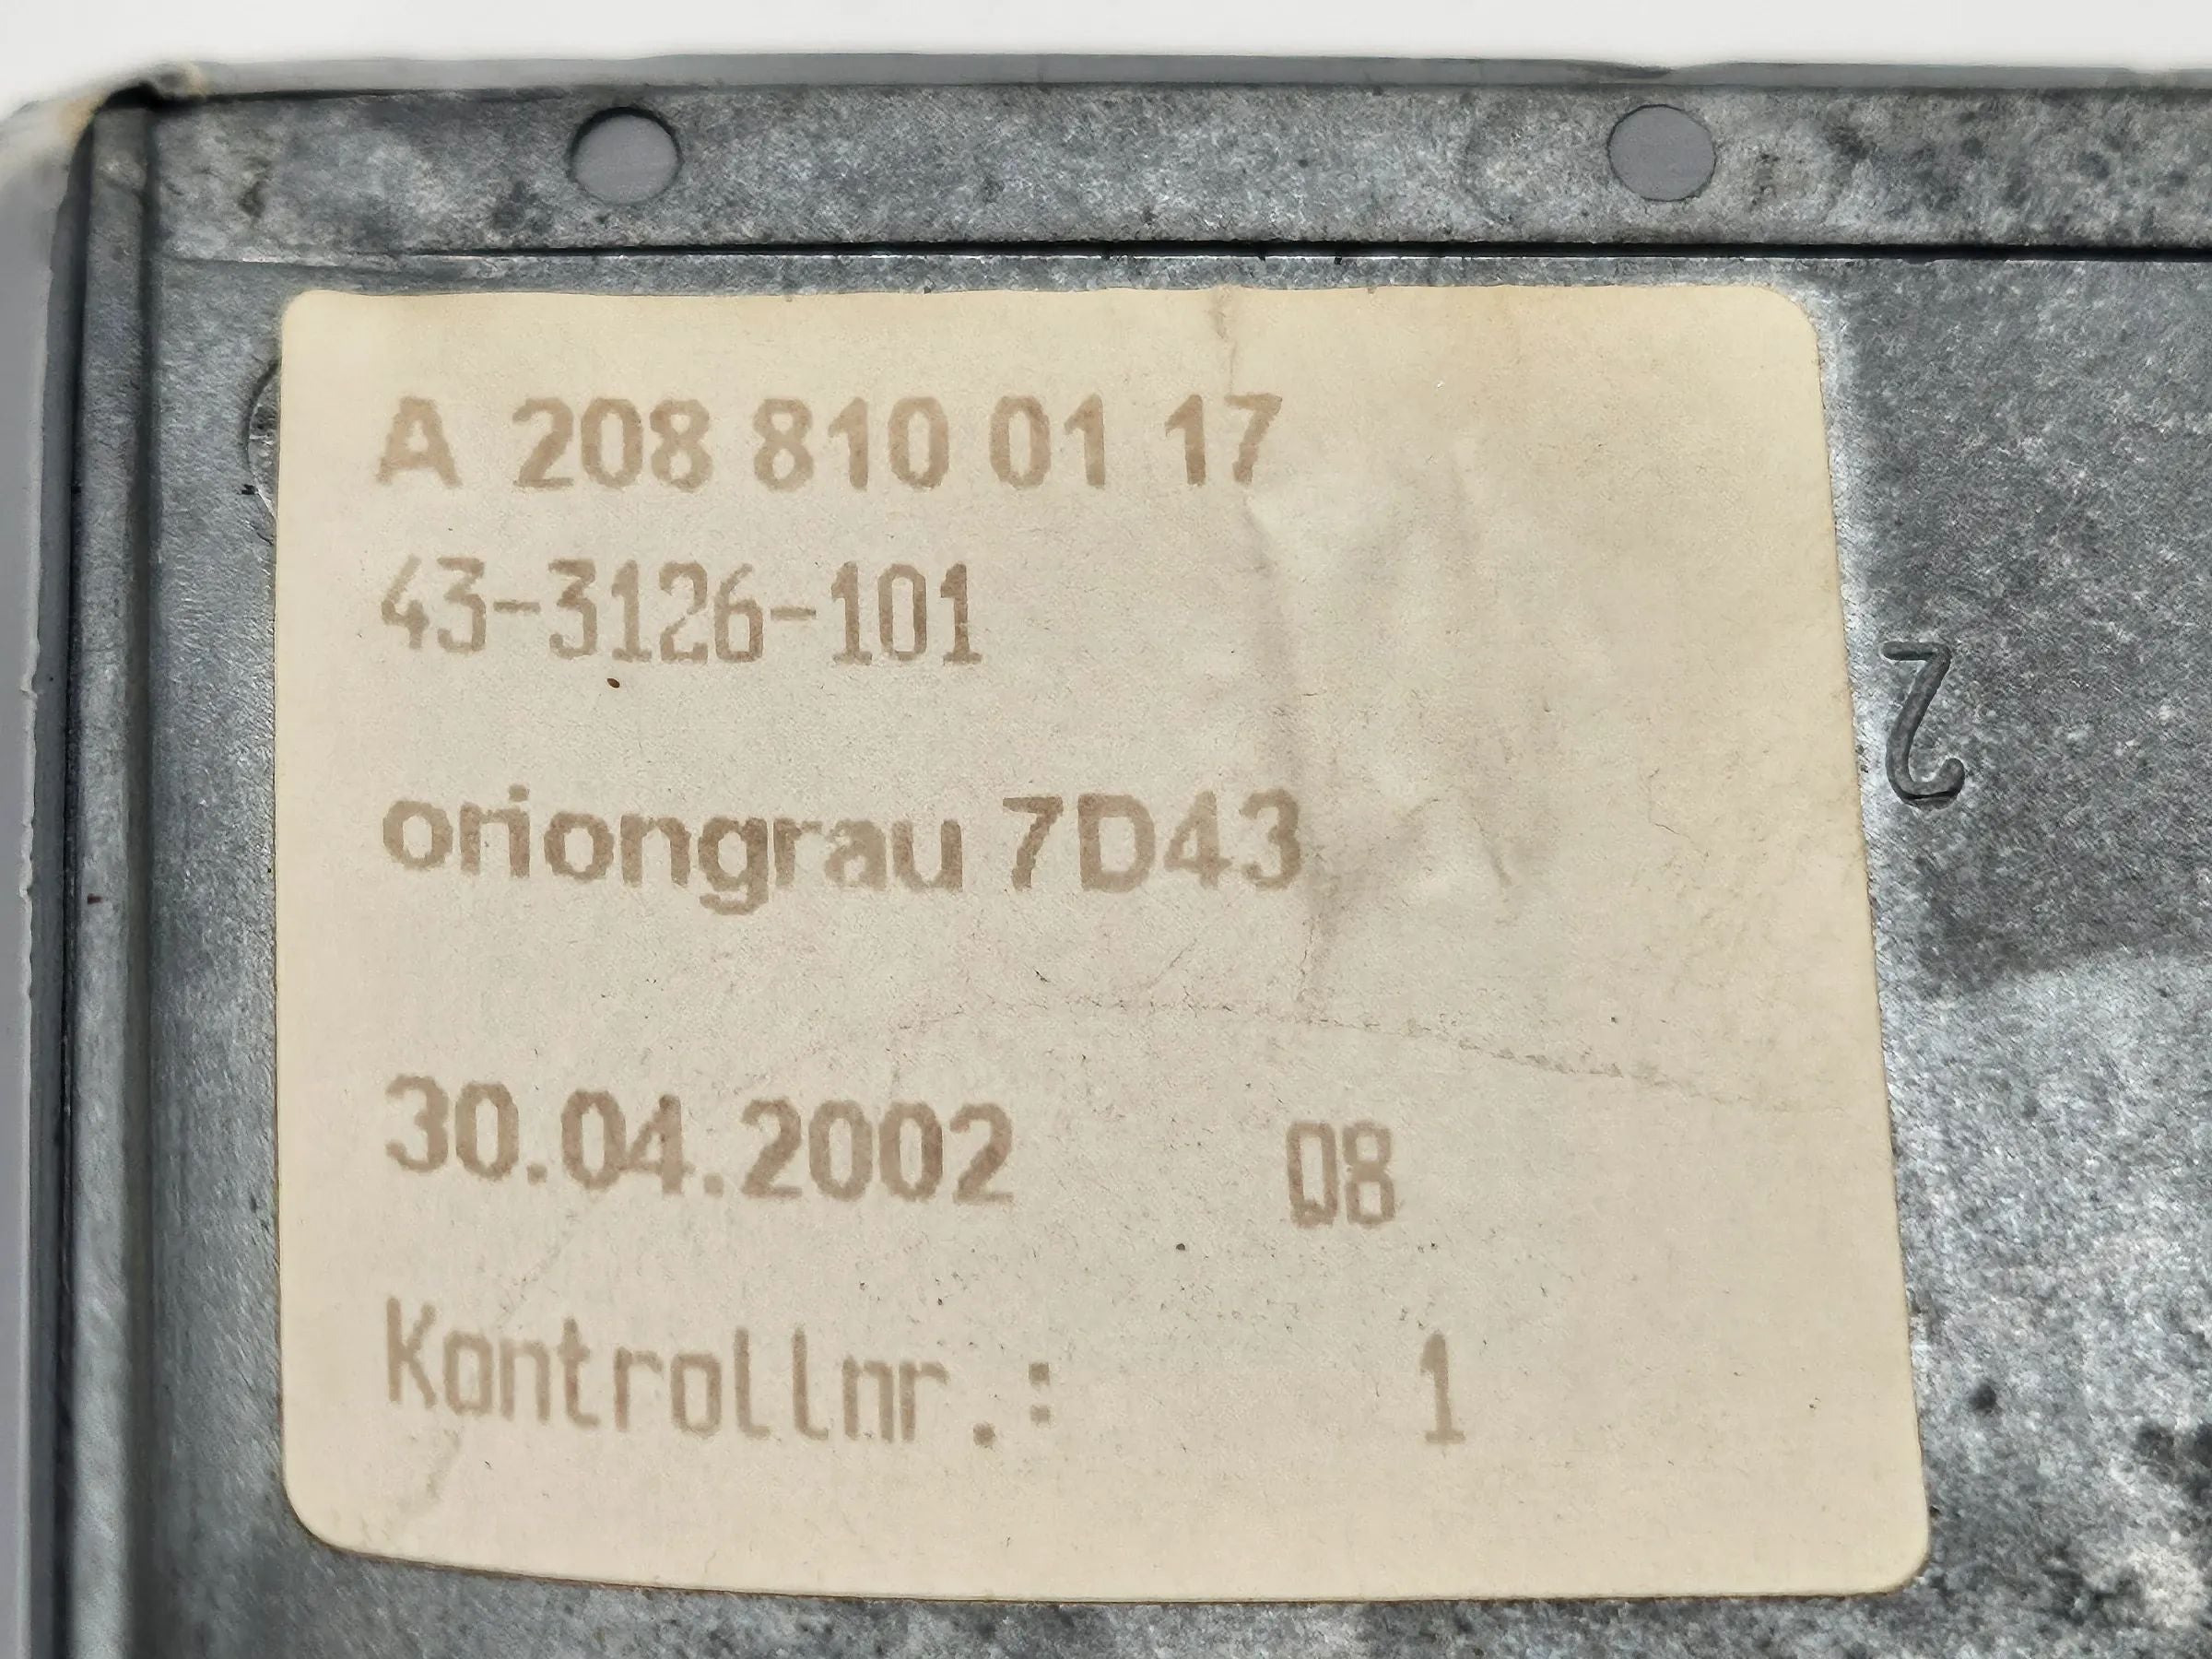 A 208 810 01 17
43-3126-101
oriongrau 7D43
30.04.2002 08
Kontrollnr.: 1
2